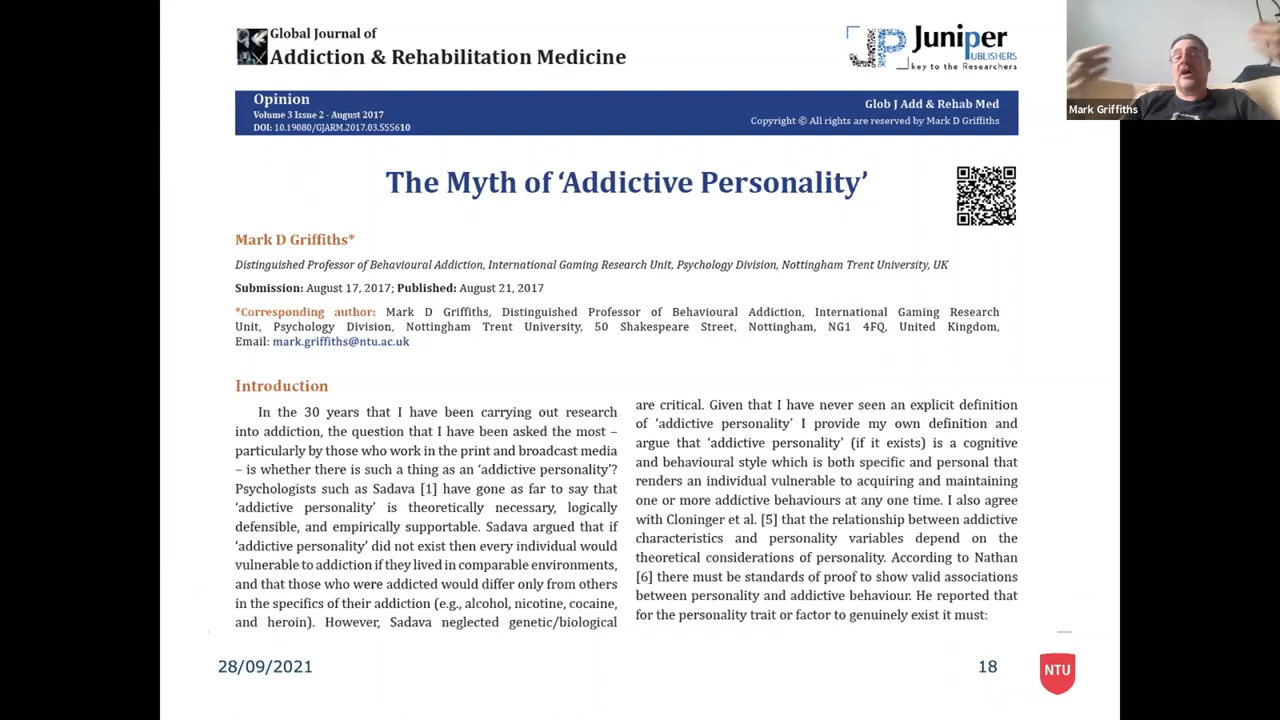 Global Journal of
Addiction & Rehabilitation Medicine
Juniper
PUBLISHERS
key to the Researchers
Mark Griffiths
Opinion
Volume 3 Issue 2 - August 2017
DOI: 10.19080/GJARM.2017.03.555610
Glob J Add & Rehab Med
Copyright © All rights are reserved by Mark D Griffiths
The Myth of ‘Addictive Personality’
Mark D Griffiths*
Distinguished Professor of Behavioural Addiction, International Gaming Research Unit, Psychology Division, Nottingham Trent University, UK
Submission: August 17, 2017; Published: August 21, 2017
*Corresponding author: Mark D Griffiths, Distinguished Professor of Behavioural Addiction, International Gaming Research
Unit, Psychology Division, Nottingham Trent University, 50 Shakespeare Street, Nottingham, NG1 4FQ, United Kingdom,
Email: mark.griffiths@ntu.ac.uk
Introduction
In the 30 years that I have been carrying out research
into addiction, the question that I have been asked the most –
particularly by those who work in the print and broadcast media
– is whether there is such a thing as an ‘addictive personality’?
Psychologists such as Sadava [1] have gone as far to say that
‘addictive personality’ is theoretically necessary, logically
defensible, and empirically supportable. Sadava argued that if
‘addictive personality’ did not exist then every individual would
vulnerable to addiction if they lived in comparable environments,
and that those who were addicted would differ only from others
in the specifics of their addiction (e.g., alcohol, nicotine, cocaine,
and heroin). However, Sadava neglected genetic/biological
are critical. Given that I have never seen an explicit definition
of ‘addictive personality’ I provide my own definition and
argue that ‘addictive personality’ (if it exists) is a cognitive
and behavioural style which is both specific and personal that
renders an individual vulnerable to acquiring and maintaining
one or more addictive behaviours at any one time. I also agree
with Cloninger et al. [5] that the relationship between addictive
characteristics and personality variables depend on the
theoretical considerations of personality. According to Nathan
[6] there must be standards of proof to show valid associations
between personality and addictive behaviour. He reported that
for the personality trait or factor to genuinely exist it must:
28/09/2021
18
NTU